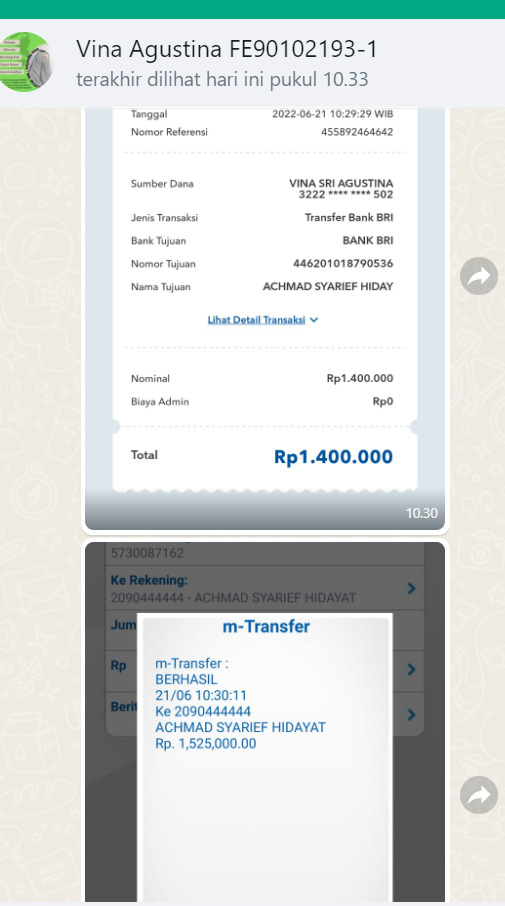 Vina Agustina FE90102193-1
terakhir dilihat hari ini pukul 10.33
Tanggal 2022-06-21 10:29:29 WIB
Nomor Referensi 455892464642
Sumber Dana VINA SRI AGUSTINA
3222 **** **** 502
Jenis Transaksi Transfer Bank BRI
Bank Tujuan BANK BRI
Nomor Tujuan 446201018790536
Nama Tujuan ACHMAD SYARIEF HIDAY
Lihat Detail Transaksi
Nominal Rp1.400.000
Biaya Admin Rp0
Total Rp1.400.000
10.30
5730087162
Ke Rekening:
2090444444 - ACHMAD SYARIEF HIDAYAT
Jum
Rp
Berit
m-Transfer
m-Transfer :
BERHASIL
21/06 10:30:11
Ke 2090444444
ACHMAD SYARIEF HIDAYAT
Rp. 1,525,000.00